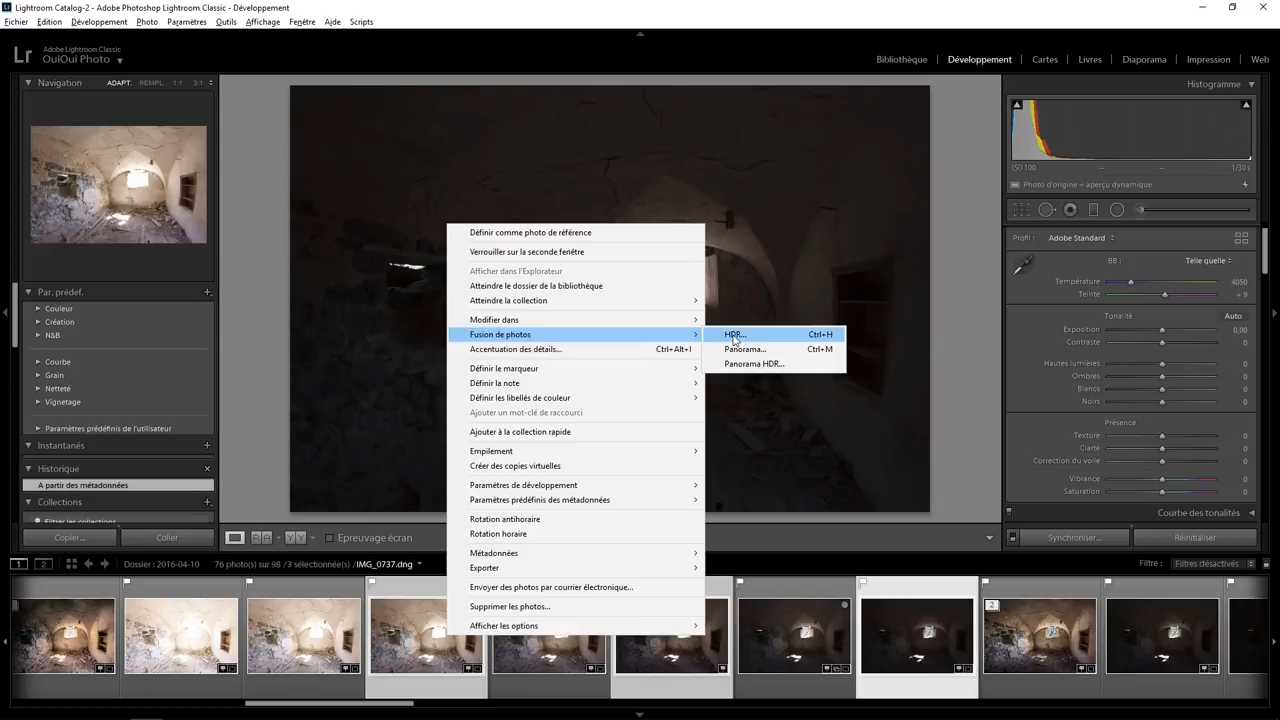 Lightroom Catalog-2 - Adobe Photoshop Lightroom Classic - Développement
Fichier Edition Développement Photo Paramètres Outils Affichage Fenêtre Aide Scripts
Lr
Adobe Lightroom Classic
OuiOui Photo
Bibliothèque Développement Cartes Livres Diaporama Impression Web
Navigation ADAPT. REMPL. 1:1 3:1
Histogramme
ISO 100 1/30 s
Photo d'origine + aperçu dynamique
Profil : Adobe Standard
BB : Telle quelle
Température 4050
Teinte + 9
Tonalité Auto
Exposition 0,00
Contraste 0
Hautes lumières 0
Ombres 0
Blancs 0
Noirs 0
Présence
Texture 0
Clarté 0
Correction du voile 0
Vibrance 0
Saturation 0
Courbe des tonalités
Synchroniser... Réinitialiser
Par. prédef.
Couleur
Création
N&B
Courbe
Grain
Netteté
Vignetage
Paramètres prédéfinis de l'utilisateur
Instantanés
Historique
A partir des métadonnées
Collections
Filtrer les collections
Copier... Coller
Définir comme photo de référence
Verrouiller sur la seconde fenêtre
Afficher dans l'Explorateur
Atteindre le dossier de la bibliothèque
Atteindre la collection
Modifier dans
Fusion de photos
Accentuation des détails... Ctrl+Alt+I
Définir le marqueur
Définir la note
Définir les libellés de couleur
Ajouter un mot-clé de raccourci
Ajouter à la collection rapide
Empilement
Créer des copies virtuelles
Paramètres de développement
Paramètres prédéfinis des métadonnées
Rotation antihoraire
Rotation horaire
Métadonnées
Exporter
Envoyer des photos par courrier électronique...
Supprimer les photos...
Afficher les options
HDR... Ctrl+H
Panorama... Ctrl+M
Panorama HDR...
Epreuvage écran
1 2 Dossier : 2016-04-10 76 photo(s) sur 98 /3 sélectionnée(s) /IMG_0737.dng Filtre : Filtres désactivés
2